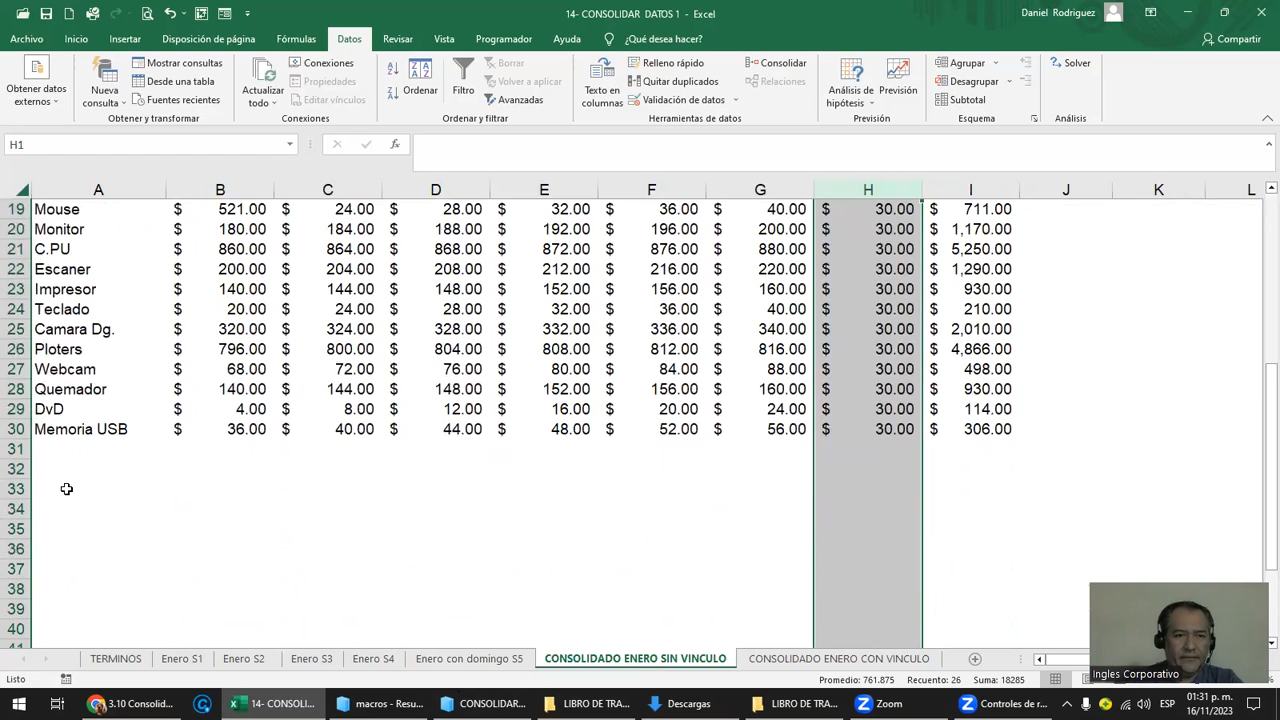 14- CONSOLIDAR DATOS 1 - Excel
Daniel Rodriguez
Archivo Inicio Insertar Disposición de página Fórmulas Datos Revisar Vista Programador Ayuda ¿Qué desea hacer? Compartir
Obtener datos externos
Nueva consulta
Mostrar consultas
Desde una tabla
Fuentes recientes
Obtener y transformar
Actualizar todo
Conexiones
Propiedades
Editar vínculos
Conexiones
Ordenar
Filtro
Borrar
Volver a aplicar
Avanzadas
Ordenar y filtrar
Texto en columnas
Relleno rápido
Quitar duplicados
Validación de datos
Consolidar
Relaciones
Herramientas de datos
Análisis de hipótesis
Previsión
Previsión
Agrupar
Desagrupar
Subtotal
Esquema
Solver
Análisis
H1
fx
A B C D E F G H I J K L
19 Mouse $ 521.00 $ 24.00 $ 28.00 $ 32.00 $ 36.00 $ 40.00 $ 30.00 $ 711.00
20 Monitor $ 180.00 $ 184.00 $ 188.00 $ 192.00 $ 196.00 $ 200.00 $ 30.00 $ 1,170.00
21 C.PU $ 860.00 $ 864.00 $ 868.00 $ 872.00 $ 876.00 $ 880.00 $ 30.00 $ 5,250.00
22 Escaner $ 200.00 $ 204.00 $ 208.00 $ 212.00 $ 216.00 $ 220.00 $ 30.00 $ 1,290.00
23 Impresor $ 140.00 $ 144.00 $ 148.00 $ 152.00 $ 156.00 $ 160.00 $ 30.00 $ 930.00
24 Teclado $ 20.00 $ 24.00 $ 28.00 $ 32.00 $ 36.00 $ 40.00 $ 30.00 $ 210.00
25 Camara Dg. $ 320.00 $ 324.00 $ 328.00 $ 332.00 $ 336.00 $ 340.00 $ 30.00 $ 2,010.00
26 Ploters $ 796.00 $ 800.00 $ 804.00 $ 808.00 $ 812.00 $ 816.00 $ 30.00 $ 4,866.00
27 Webcam $ 68.00 $ 72.00 $ 76.00 $ 80.00 $ 84.00 $ 88.00 $ 30.00 $ 498.00
28 Quemador $ 140.00 $ 144.00 $ 148.00 $ 152.00 $ 156.00 $ 160.00 $ 30.00 $ 930.00
29 DvD $ 4.00 $ 8.00 $ 12.00 $ 16.00 $ 20.00 $ 24.00 $ 30.00 $ 114.00
30 Memoria USB $ 36.00 $ 40.00 $ 44.00 $ 48.00 $ 52.00 $ 56.00 $ 30.00 $ 306.00
31
32
33
34
35
36
37
38
39
40
Ingles Corporativo
TERMINOS Enero S1 Enero S2 Enero S3 Enero S4 Enero con domingo S5 CONSOLIDADO ENERO SIN VINCULO CONSOLIDADO ENERO CON VINCULO
Listo Promedio: 761.875 Recuento: 26 Suma: 18285
3.10 Consolid... 14- CONSOLI... macros - Resu... CONSOLIDAR... LIBRO DE TRA... Descargas LIBRO DE TRA... Zoom Controles de r... ESP 01:31 p. m.
16/11/2023